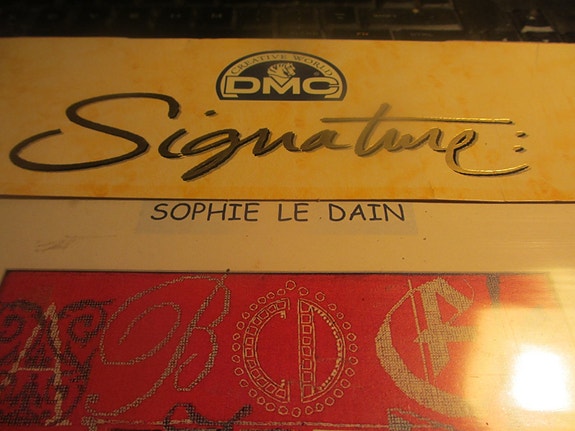 CREATIVE WORLD
DMC
Signature :
SOPHIE LE DAIN
A B C D E